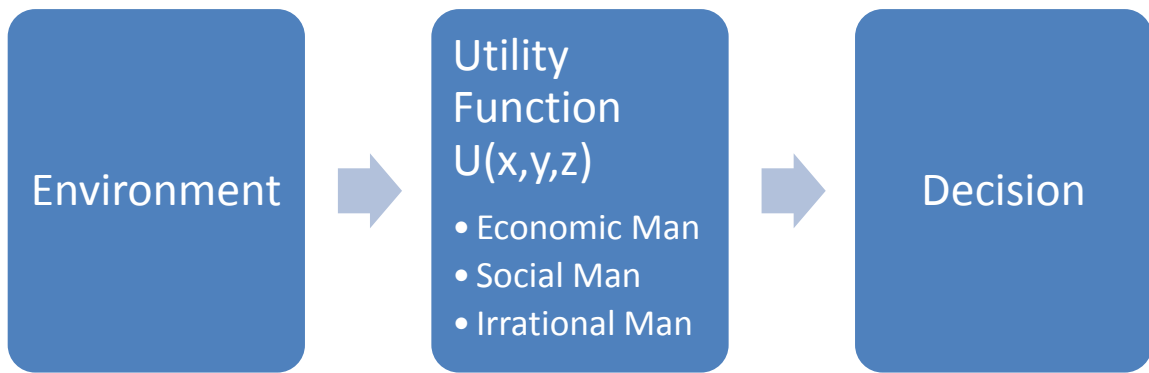 Environment
Utility
Function
U(x,y,z)
• Economic Man
• Social Man
• Irrational Man
Decision